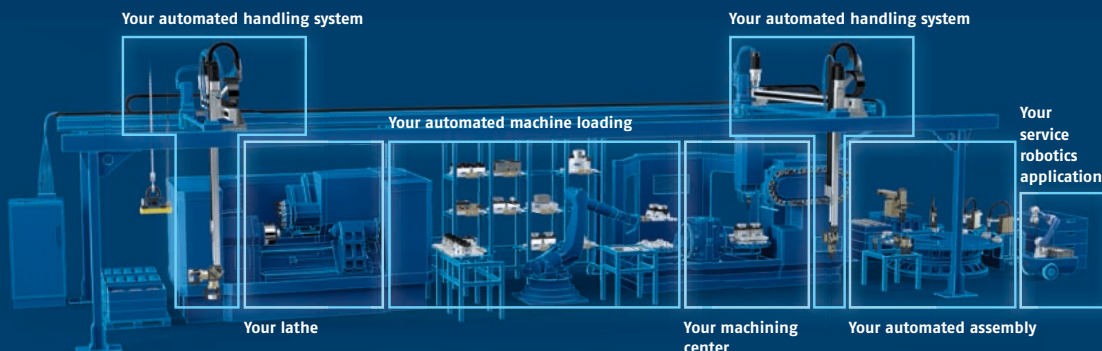 Your automated handling system
Your automated handling system
Your automated machine loading
Your
service
robotics
application
Your lathe
Your machining
center
Your automated assembly